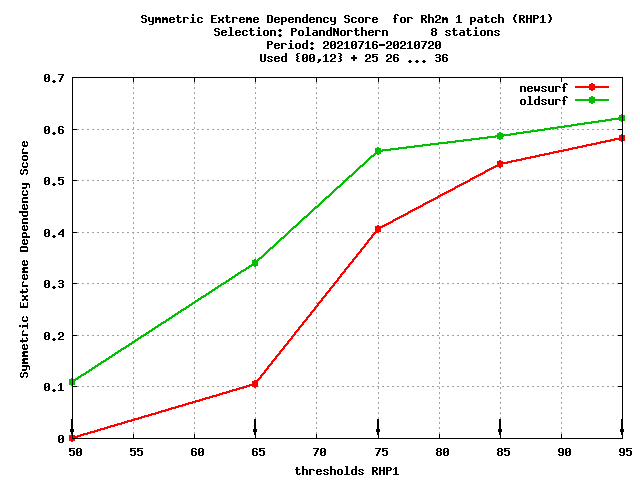 Symmetric Extreme Dependency Score  for Rh2m 1 patch (RHP1)
Selection: PolandNorthern      8 stations
Period: 20210716-20210720
Used {00,12} + 25 26 ... 36
newsurf
oldsurf
Symmetric Extreme Dependency Score
0.7
0.6
0.5
0.4
0.3
0.2
0.1
0
50 55 60 65 70 75 80 85 90 95
thresholds RHP1